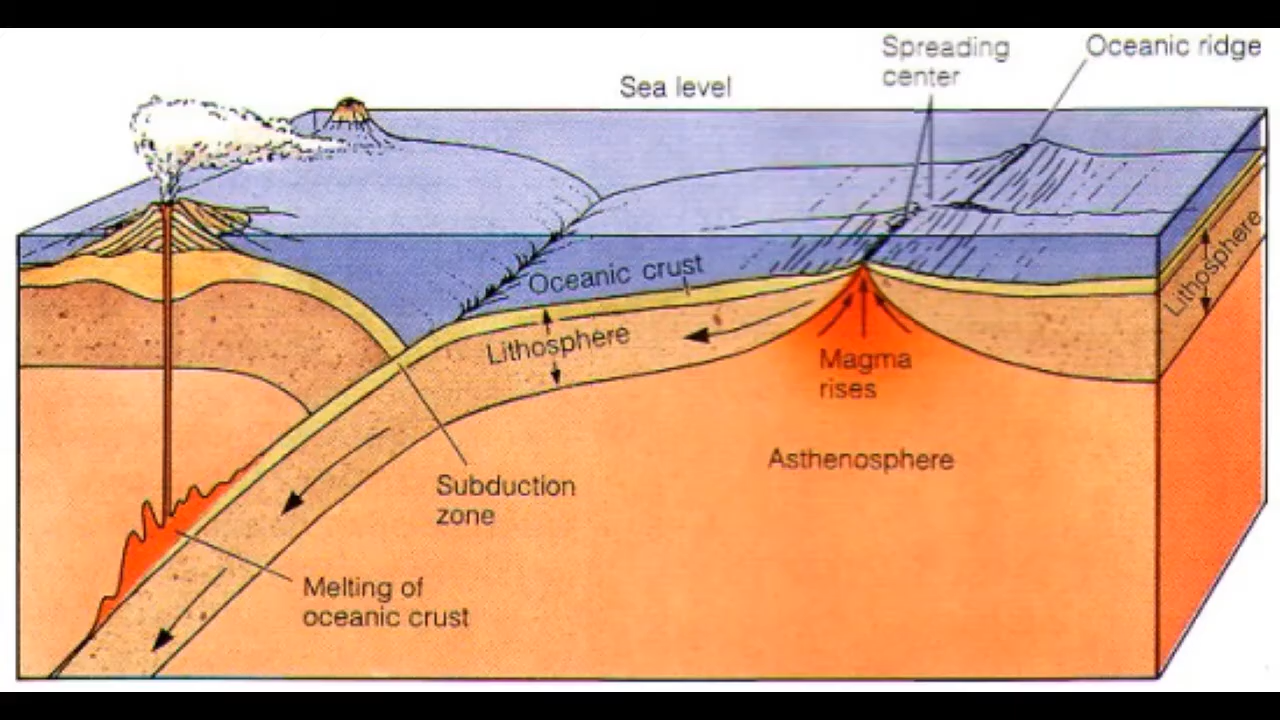 Spreading
center
Oceanic ridge
Sea level
Oceanic crust
Lithosphere
Lithosphere
Magma
rises
Asthenosphere
Subduction
zone
Melting of
oceanic crust